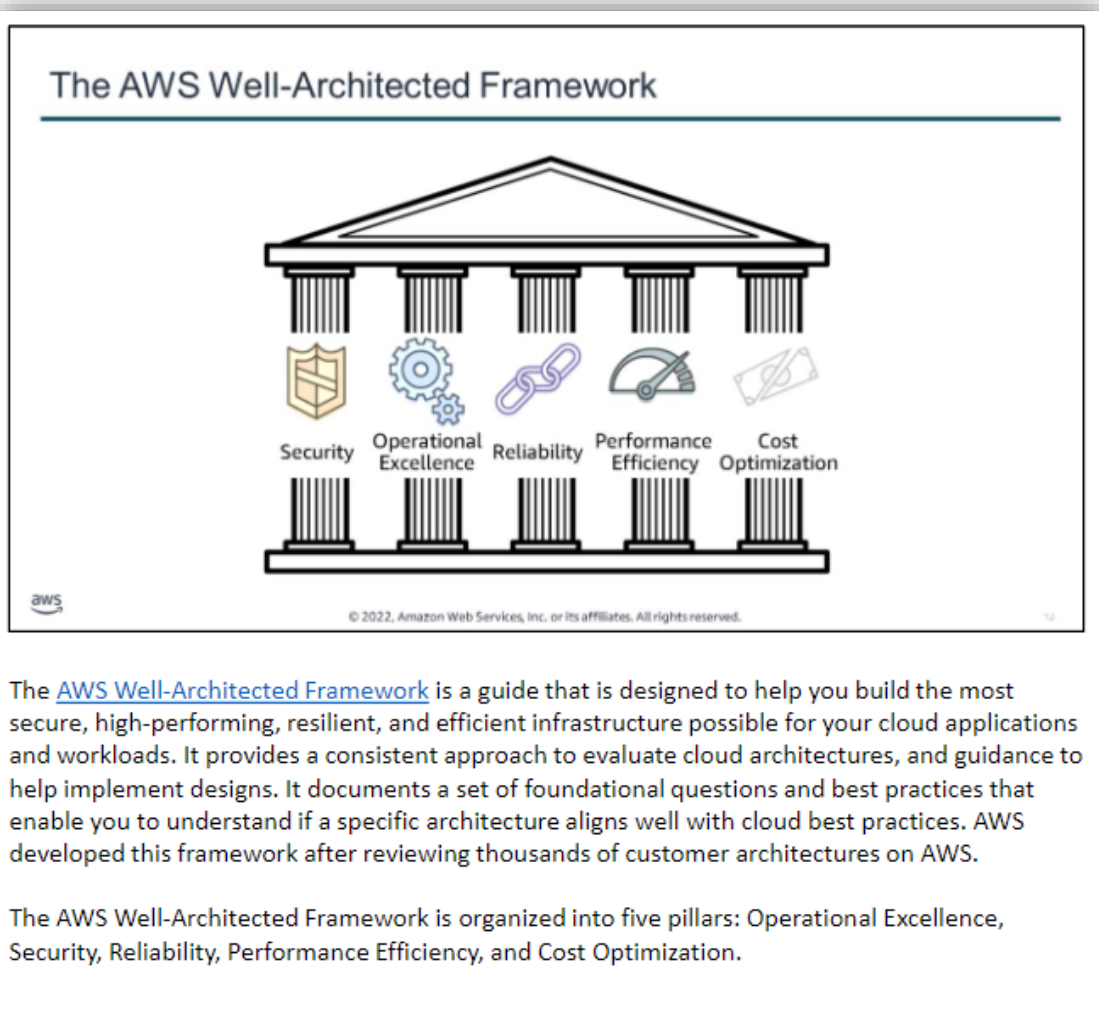 The AWS Well-Architected Framework
Security
Operational
Excellence
Reliability
Performance
Efficiency
Cost
Optimization
aws
© 2022, Amazon Web Services, Inc. or its affiliates. All rights reserved.
12
The AWS Well-Architected Framework is a guide that is designed to help you build the most
secure, high-performing, resilient, and efficient infrastructure possible for your cloud applications
and workloads. It provides a consistent approach to evaluate cloud architectures, and guidance to
help implement designs. It documents a set of foundational questions and best practices that
enable you to understand if a specific architecture aligns well with cloud best practices. AWS
developed this framework after reviewing thousands of customer architectures on AWS.
The AWS Well-Architected Framework is organized into five pillars: Operational Excellence,
Security, Reliability, Performance Efficiency, and Cost Optimization.